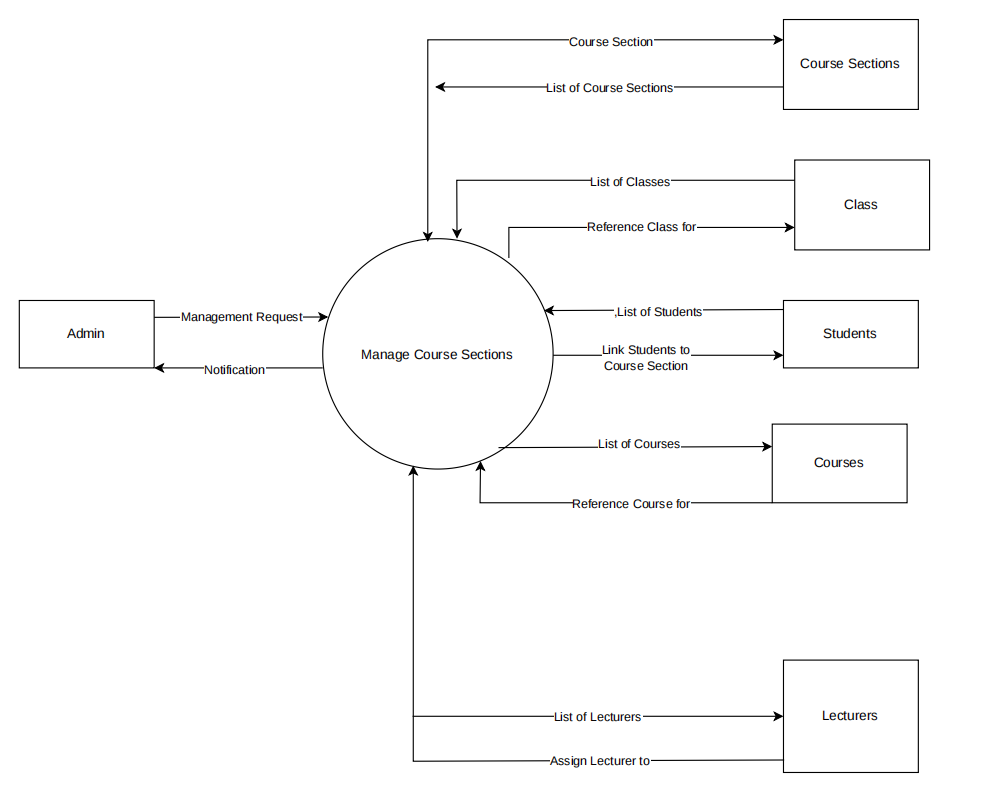 Course Section
Course Sections
List of Course Sections
List of Classes
Class
Reference Class for
Admin
Management Request
Notification
Manage Course Sections
,List of Students
Students
Link Students to
Course Section
List of Courses
Courses
Reference Course for
List of Lecturers
Lecturers
Assign Lecturer to